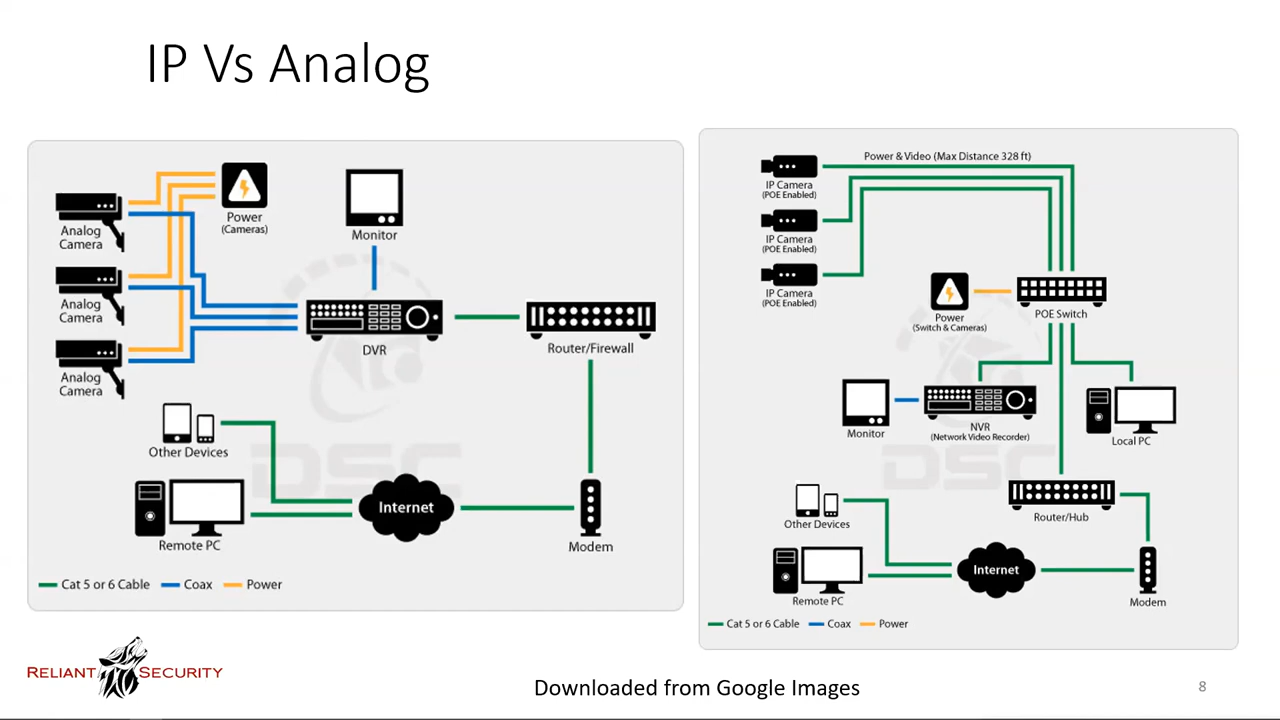 IP Vs Analog
Analog
Camera
Analog
Camera
Analog
Camera
Power
(Cameras)
Monitor
DVR
Router/Firewall
Other Devices
Remote PC
Internet
Modem
Cat 5 or 6 Cable
Coax
Power
DSC
Power & Video (Max Distance 328 ft)
IP Camera
(POE Enabled)
IP Camera
(POE Enabled)
IP Camera
(POE Enabled)
Power
(Switch & Cameras)
POE Switch
Monitor
NVR
(Network Video Recorder)
Local PC
Router/Hub
Other Devices
Remote PC
Internet
Modem
Cat 5 or 6 Cable
Coax
Power
DSC
RELIANT SECURITY
Downloaded from Google Images
8